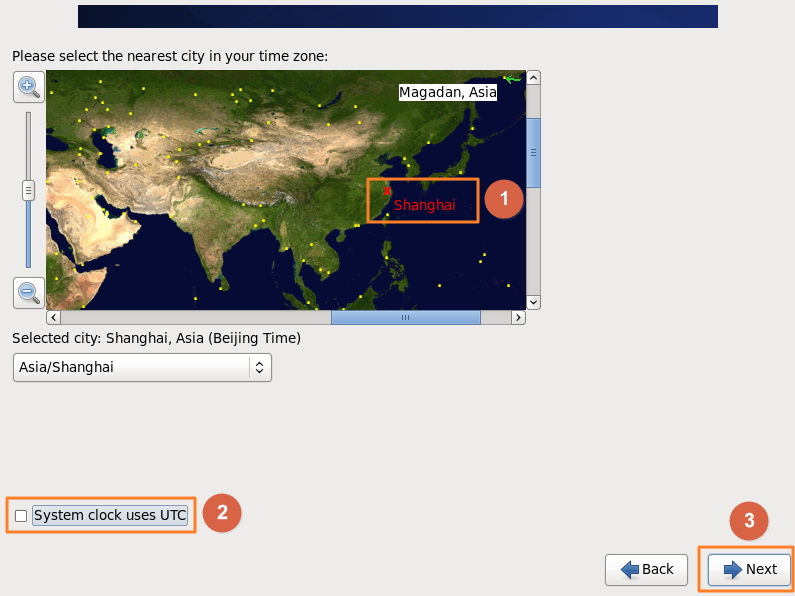 Please select the nearest city in your time zone:
Magadan, Asia
Shanghai
1
Selected city: Shanghai, Asia (Beijing Time)
Asia/Shanghai
System clock uses UTC
2
3
Back
Next